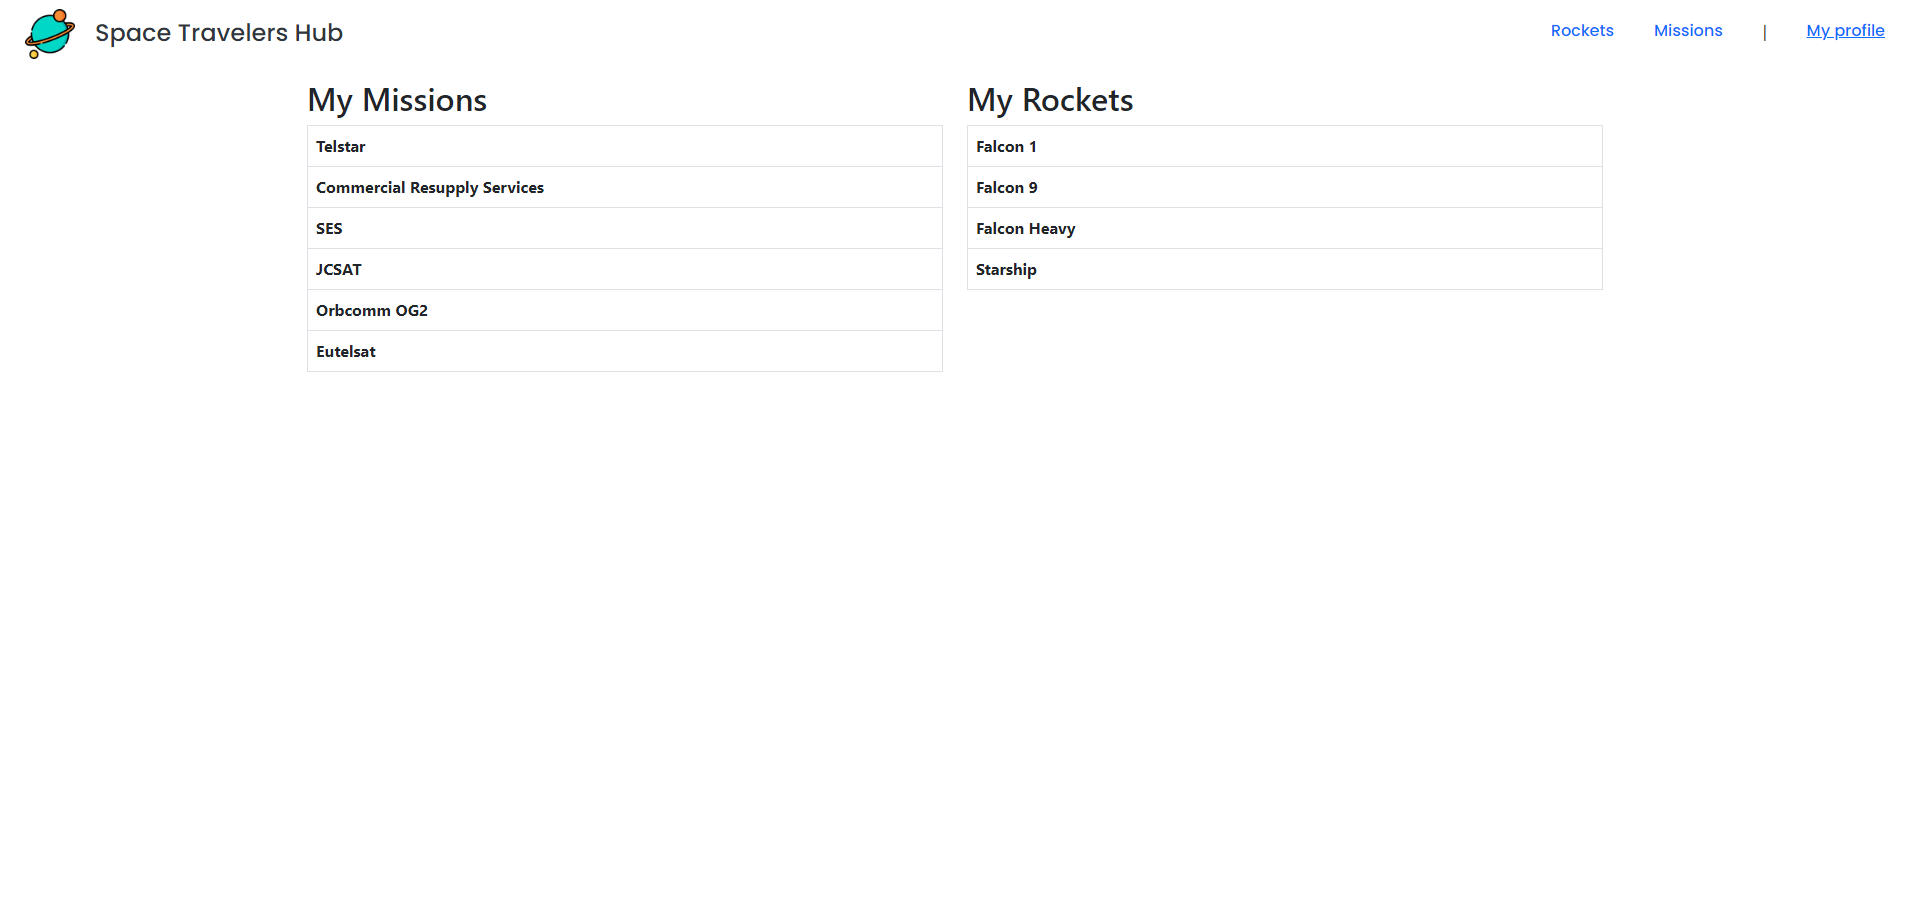 Space Travelers Hub
Rockets
Missions
|
My profile
My Missions
Telstar
Commercial Resupply Services
SES
JCSAT
Orbcomm OG2
Eutelsat
My Rockets
Falcon 1
Falcon 9
Falcon Heavy
Starship